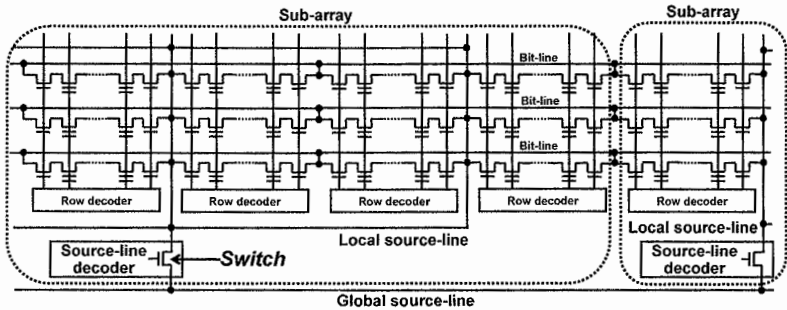 Sub-array
Sub-array
Bit-line
Bit-line
Bit-line
Row decoder
Row decoder
Row decoder
Row decoder
Row decoder
Local source-line
Local source-line
Source-line
decoder
Switch
Source-line
decoder
Global source-line